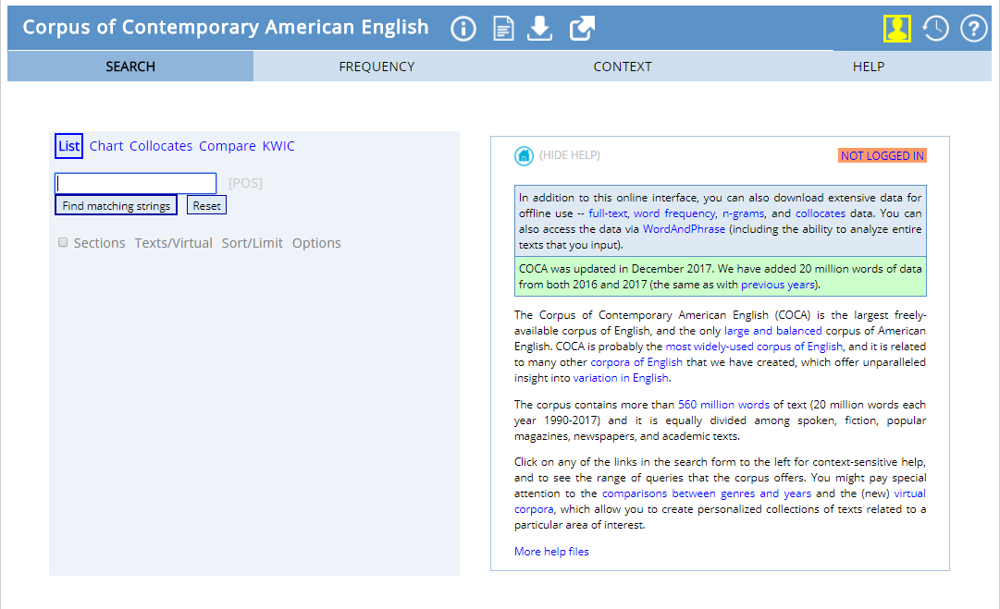 Corpus of Contemporary American English
SEARCH FREQUENCY CONTEXT HELP
List Chart Collocates Compare KWIC
[POS]
Find matching strings Reset
Sections Texts/Virtual Sort/Limit Options
(HIDE HELP) NOT LOGGED IN
In addition to this online interface, you can also download extensive data for
offline use -- full-text, word frequency, n-grams, and collocates data. You can
also access the data via WordAndPhrase (including the ability to analyze entire
texts that you input).
COCA was updated in December 2017. We have added 20 million words of data
from both 2016 and 2017 (the same as with previous years).
The Corpus of Contemporary American English (COCA) is the largest freely-
available corpus of English, and the only large and balanced corpus of American
English. COCA is probably the most widely-used corpus of English, and it is related
to many other corpora of English that we have created, which offer unparalleled
insight into variation in English.
The corpus contains more than 560 million words of text (20 million words each
year 1990-2017) and it is equally divided among spoken, fiction, popular
magazines, newspapers, and academic texts.
Click on any of the links in the search form to the left for context-sensitive help,
and to see the range of queries that the corpus offers. You might pay special
attention to the comparisons between genres and years and the (new) virtual
corpora, which allow you to create personalized collections of texts related to a
particular area of interest.
More help files